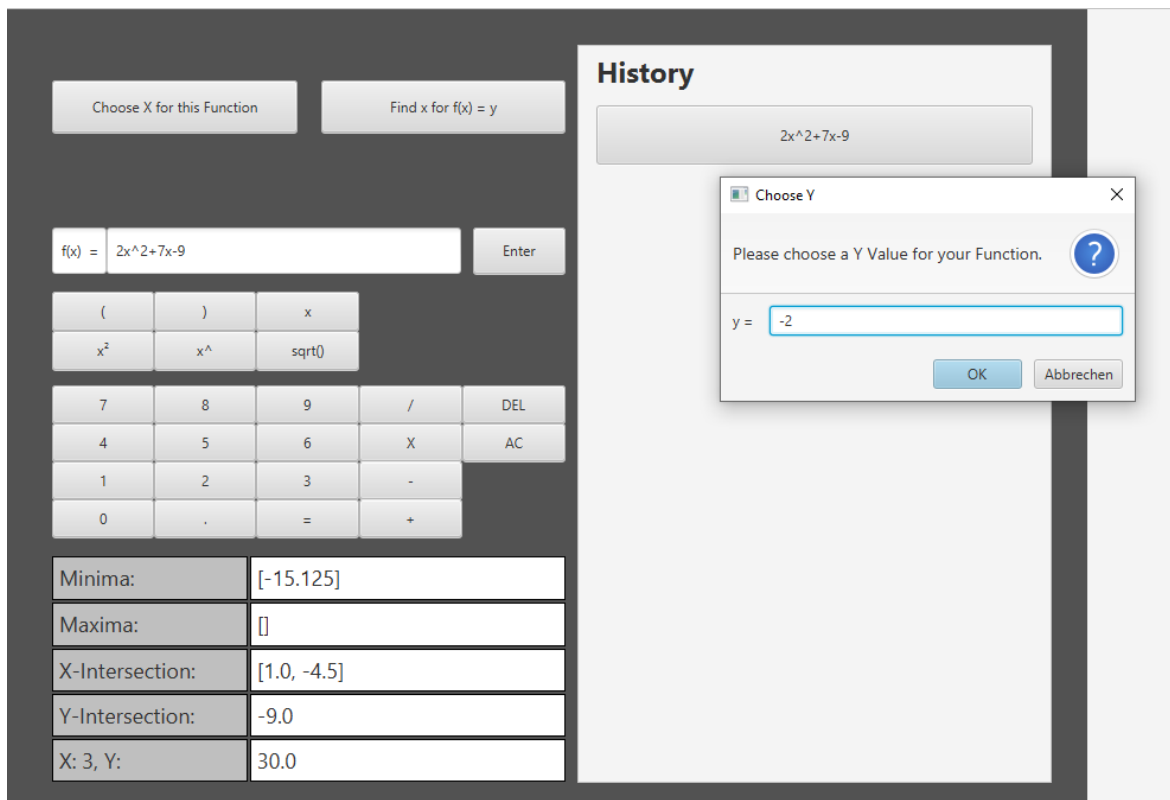 Choose X for this Function
Find x for f(x) = y
f(x) =
2x^2+7x-9
Enter
( ) x
x² x^ sqrt()
7 8 9 / DEL
4 5 6 X AC
1 2 3 -
0 . = +
Minima: [-15.125]
Maxima: []
X-Intersection: [1.0, -4.5]
Y-Intersection: -9.0
X: 3, Y: 30.0
History
2x^2+7x-9
Choose Y
Please choose a Y Value for your Function.
?
y = -2
OK Abbrechen